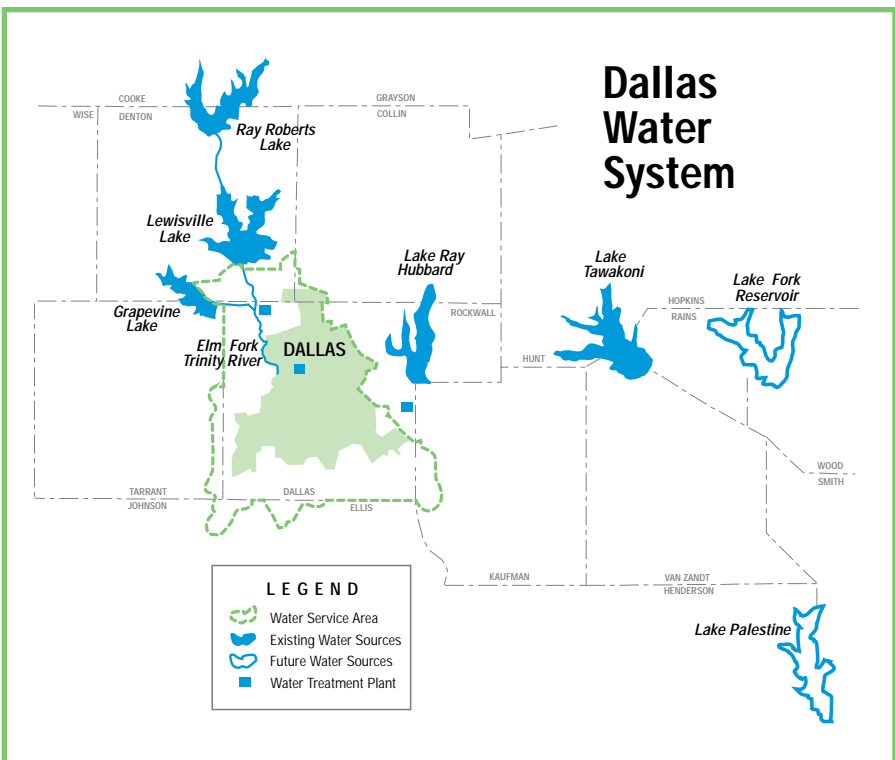 Dallas
Water
System
COOKE
GRAYSON
WISE
DENTON
COLLIN
Ray Roberts
Lake
Lewisville
Lake
Lake Ray
Hubbard
Lake
Tawakoni
Lake Fork
Reservoir
Grapevine
Lake
HOPKINS
ROCKWALL
RAINS
Elm Fork
Trinity River
DALLAS
HUNT
WOOD
SMITH
TARRANT
DALLAS
JOHNSON
ELLIS
KAUFMAN
VAN ZANDT
HENDERSON
LEGEND
Water Service Area
Existing Water Sources
Future Water Sources
Water Treatment Plant
Lake Palestine